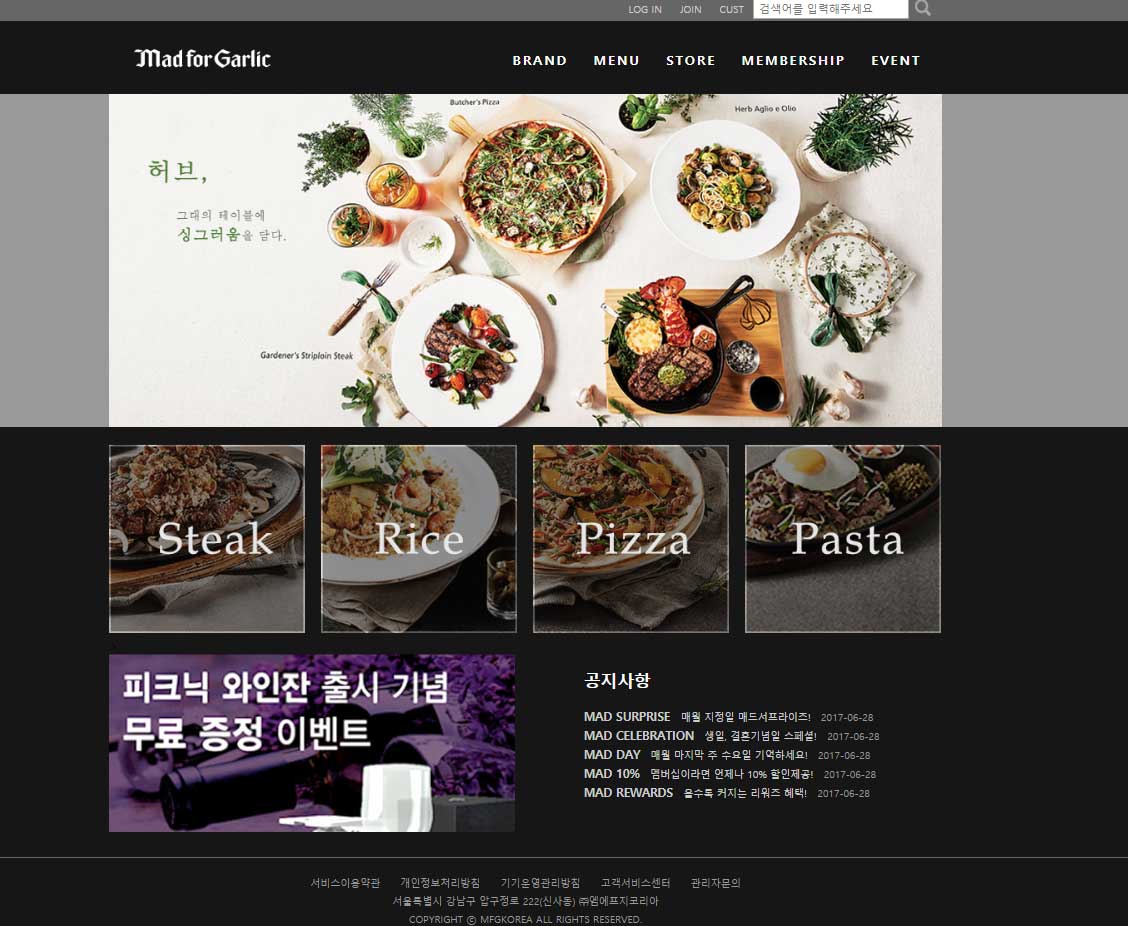 LOG IN JOIN CUST 검색어를 입력해주세요
Mad for Garlic
BRAND MENU STORE MEMBERSHIP EVENT
Butcher's Pizza
Herb Aglio e Olio
허브,
그대의 테이블에
싱그러움을 담다.
Gardener's Striploin Steak
Steak Rice Pizza Pasta
피크닉 와인잔 출시 기념
무료 증정 이벤트
공지사항
MAD SURPRISE 매월 지정일 매드서프라이즈! 2017-06-28
MAD CELEBRATION 생일, 결혼기념일 스페셜! 2017-06-28
MAD DAY 매월 마지막 주 수요일 기억하세요! 2017-06-28
MAD 10% 멤버십이라면 언제나 10% 할인제공! 2017-06-28
MAD REWARDS 올수록 커지는 리워즈 혜택! 2017-06-28
서비스이용약관 개인정보처리방침 기기운영관리방침 고객서비스센터 관리자문의
서울특별시 강남구 압구정로 222(신사동) ㈜엠에프지코리아
COPYRIGHT ⓒ MFGKOREA ALL RIGHTS RESERVED.